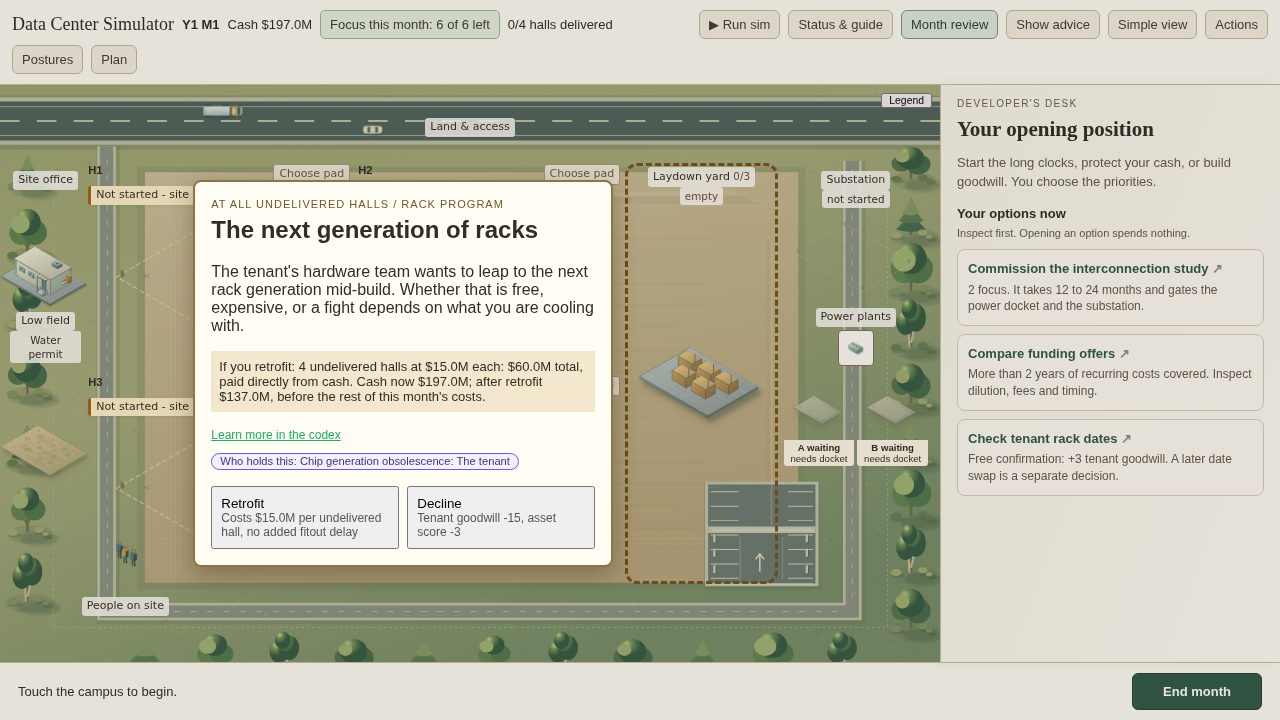 Data Center Simulator Y1 M1 Cash $197.0M Focus this month: 6 of 6 left 0/4 halls delivered
▶ Run sim Status & guide Month review Show advice Simple view Actions
Postures Plan
Legend
Land & access
H1
Choose pad H2
Choose pad
Site office
Not started - site
Laydown yard 0/3
empty
Substation
not started
Low field
Water
permit
H3
Not started - site
Power plants
A waiting
needs docket
B waiting
needs docket
People on site
AT ALL UNDELIVERED HALLS / RACK PROGRAM
The next generation of racks
The tenant's hardware team wants to leap to the next
rack generation mid-build. Whether that is free,
expensive, or a fight depends on what you are cooling
with.
If you retrofit: 4 undelivered halls at $15.0M each: $60.0M total,
paid directly from cash. Cash now $197.0M; after retrofit
$137.0M, before the rest of this month's costs.
Learn more in the codex
Who holds this: Chip generation obsolescence: The tenant
Retrofit
Costs $15.0M per undelivered
hall, no added fitout delay
Decline
Tenant goodwill -15, asset
score -3
DEVELOPER'S DESK
Your opening position
Start the long clocks, protect your cash, or build
goodwill. You choose the priorities.
Your options now
Inspect first. Opening an option spends nothing.
Commission the interconnection study ↗
2 focus. It takes 12 to 24 months and gates the
power docket and the substation.
Compare funding offers ↗
More than 2 years of recurring costs covered. Inspect
dilution, fees and timing.
Check tenant rack dates ↗
Free confirmation: +3 tenant goodwill. A later date
swap is a separate decision.
Touch the campus to begin.
End month